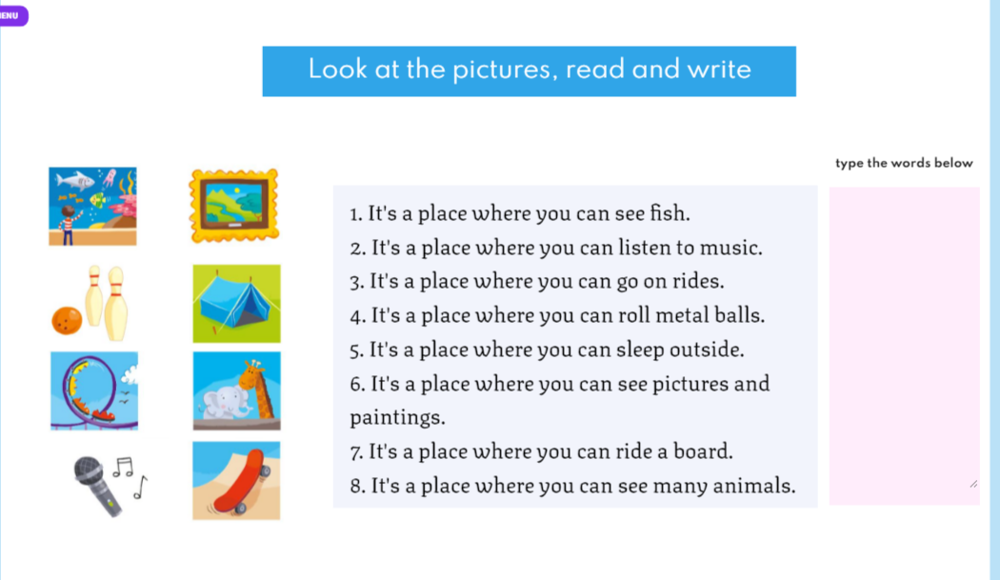 MENU
Look at the pictures, read and write
type the words below
1. It's a place where you can see fish.
2. It's a place where you can listen to music.
3. It's a place where you can go on rides.
4. It's a place where you can roll metal balls.
5. It's a place where you can sleep outside.
6. It's a place where you can see pictures and
paintings.
7. It's a place where you can ride a board.
8. It's a place where you can see many animals.